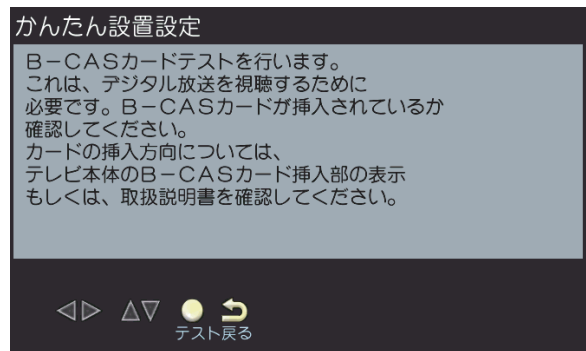 かんたん設置設定
B－CASカードテストを行います。
これは、デジタル放送を視聴するために
必要です。B－CASカードが挿入されているか
確認してください。
カードの挿入方向については、
テレビ本体のB－CASカード挿入部の表示
もしくは、取扱説明書を確認してください。
テスト戻る